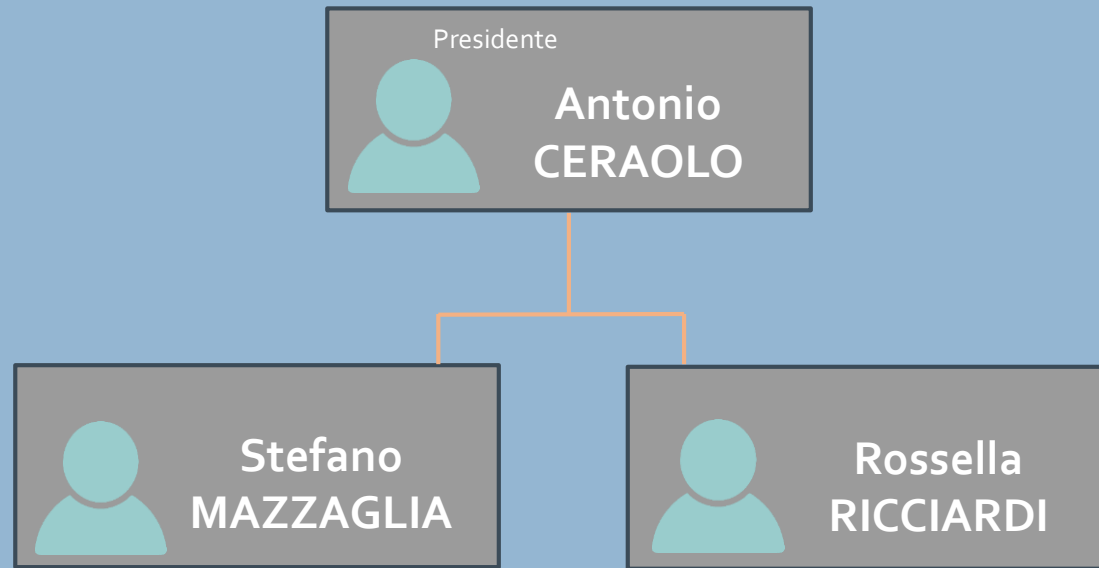 Presidente
Antonio
CERAOLO
Stefano
MAZZAGLIA
Rossella
RICCIARDI